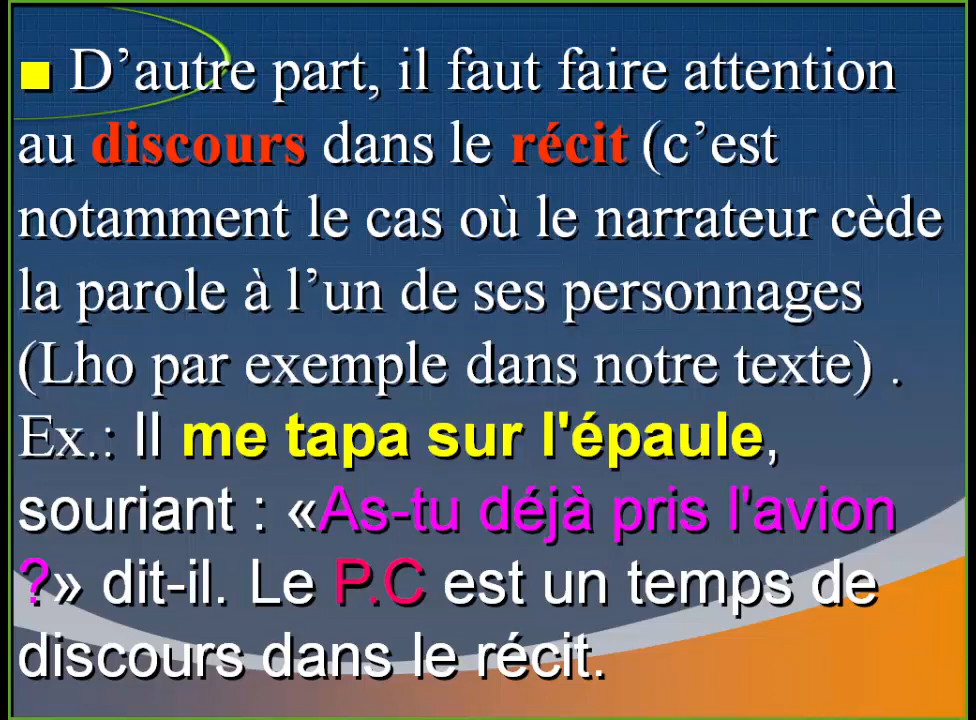 ■ D’autre part, il faut faire attention
au discours dans le récit (c’est
notamment le cas où le narrateur cède
la parole à l’un de ses personnages
(Lho par exemple dans notre texte) .
Ex.: Il me tapa sur l'épaule,
souriant : «As-tu déjà pris l'avion
?» dit-il. Le P.C est un temps de
discours dans le récit.